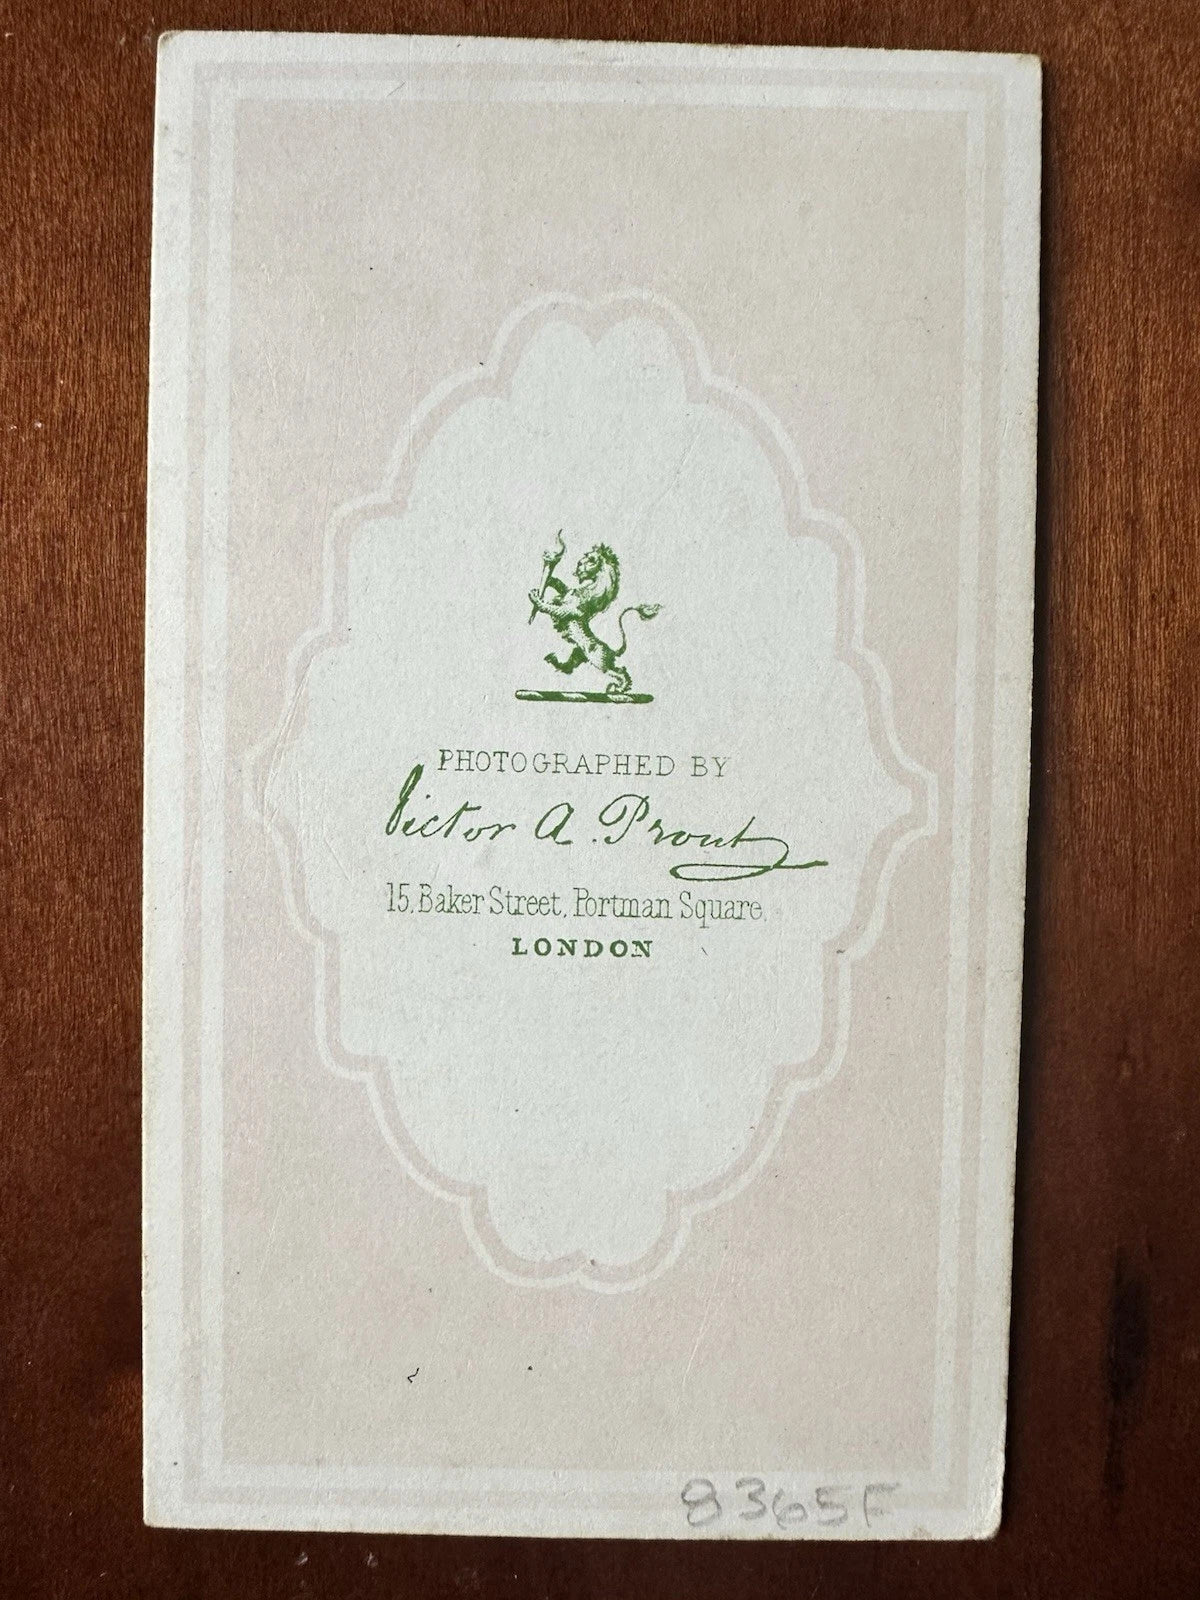 PHOTOGRAPHED BY
Victor A. Prout
15, Baker Street, Portman Square,
LONDON
8365F